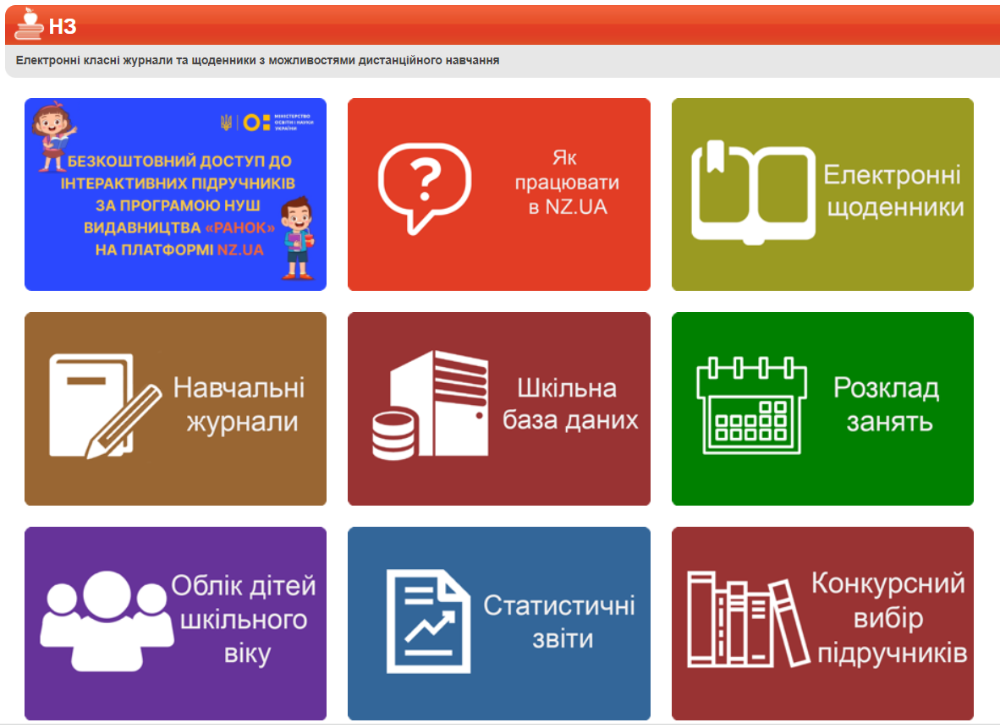 НЗ
Електронні класні журнали та щоденники з можливостями дистанційного навчання
МІНІСТЕРСТВО
ОСВІТИ І НАУКИ
УКРАЇНИ
БЕЗКОШТОВНИЙ ДОСТУП ДО
ІНТЕРАКТИВНИХ ПІДРУЧНИКІВ
ЗА ПРОГРАМОЮ НУШ
ВИДАВНИЦТВА «РАНОК»
НА ПЛАТФОРМІ NZ.UA
Як
працювати
в NZ.UA
Електронні
щоденники
Навчальні
журнали
Шкільна
база даних
Розклад
занять
Облік дітей
шкільного
віку
Статистичні
звіти
Конкурсний
вибір
підручників